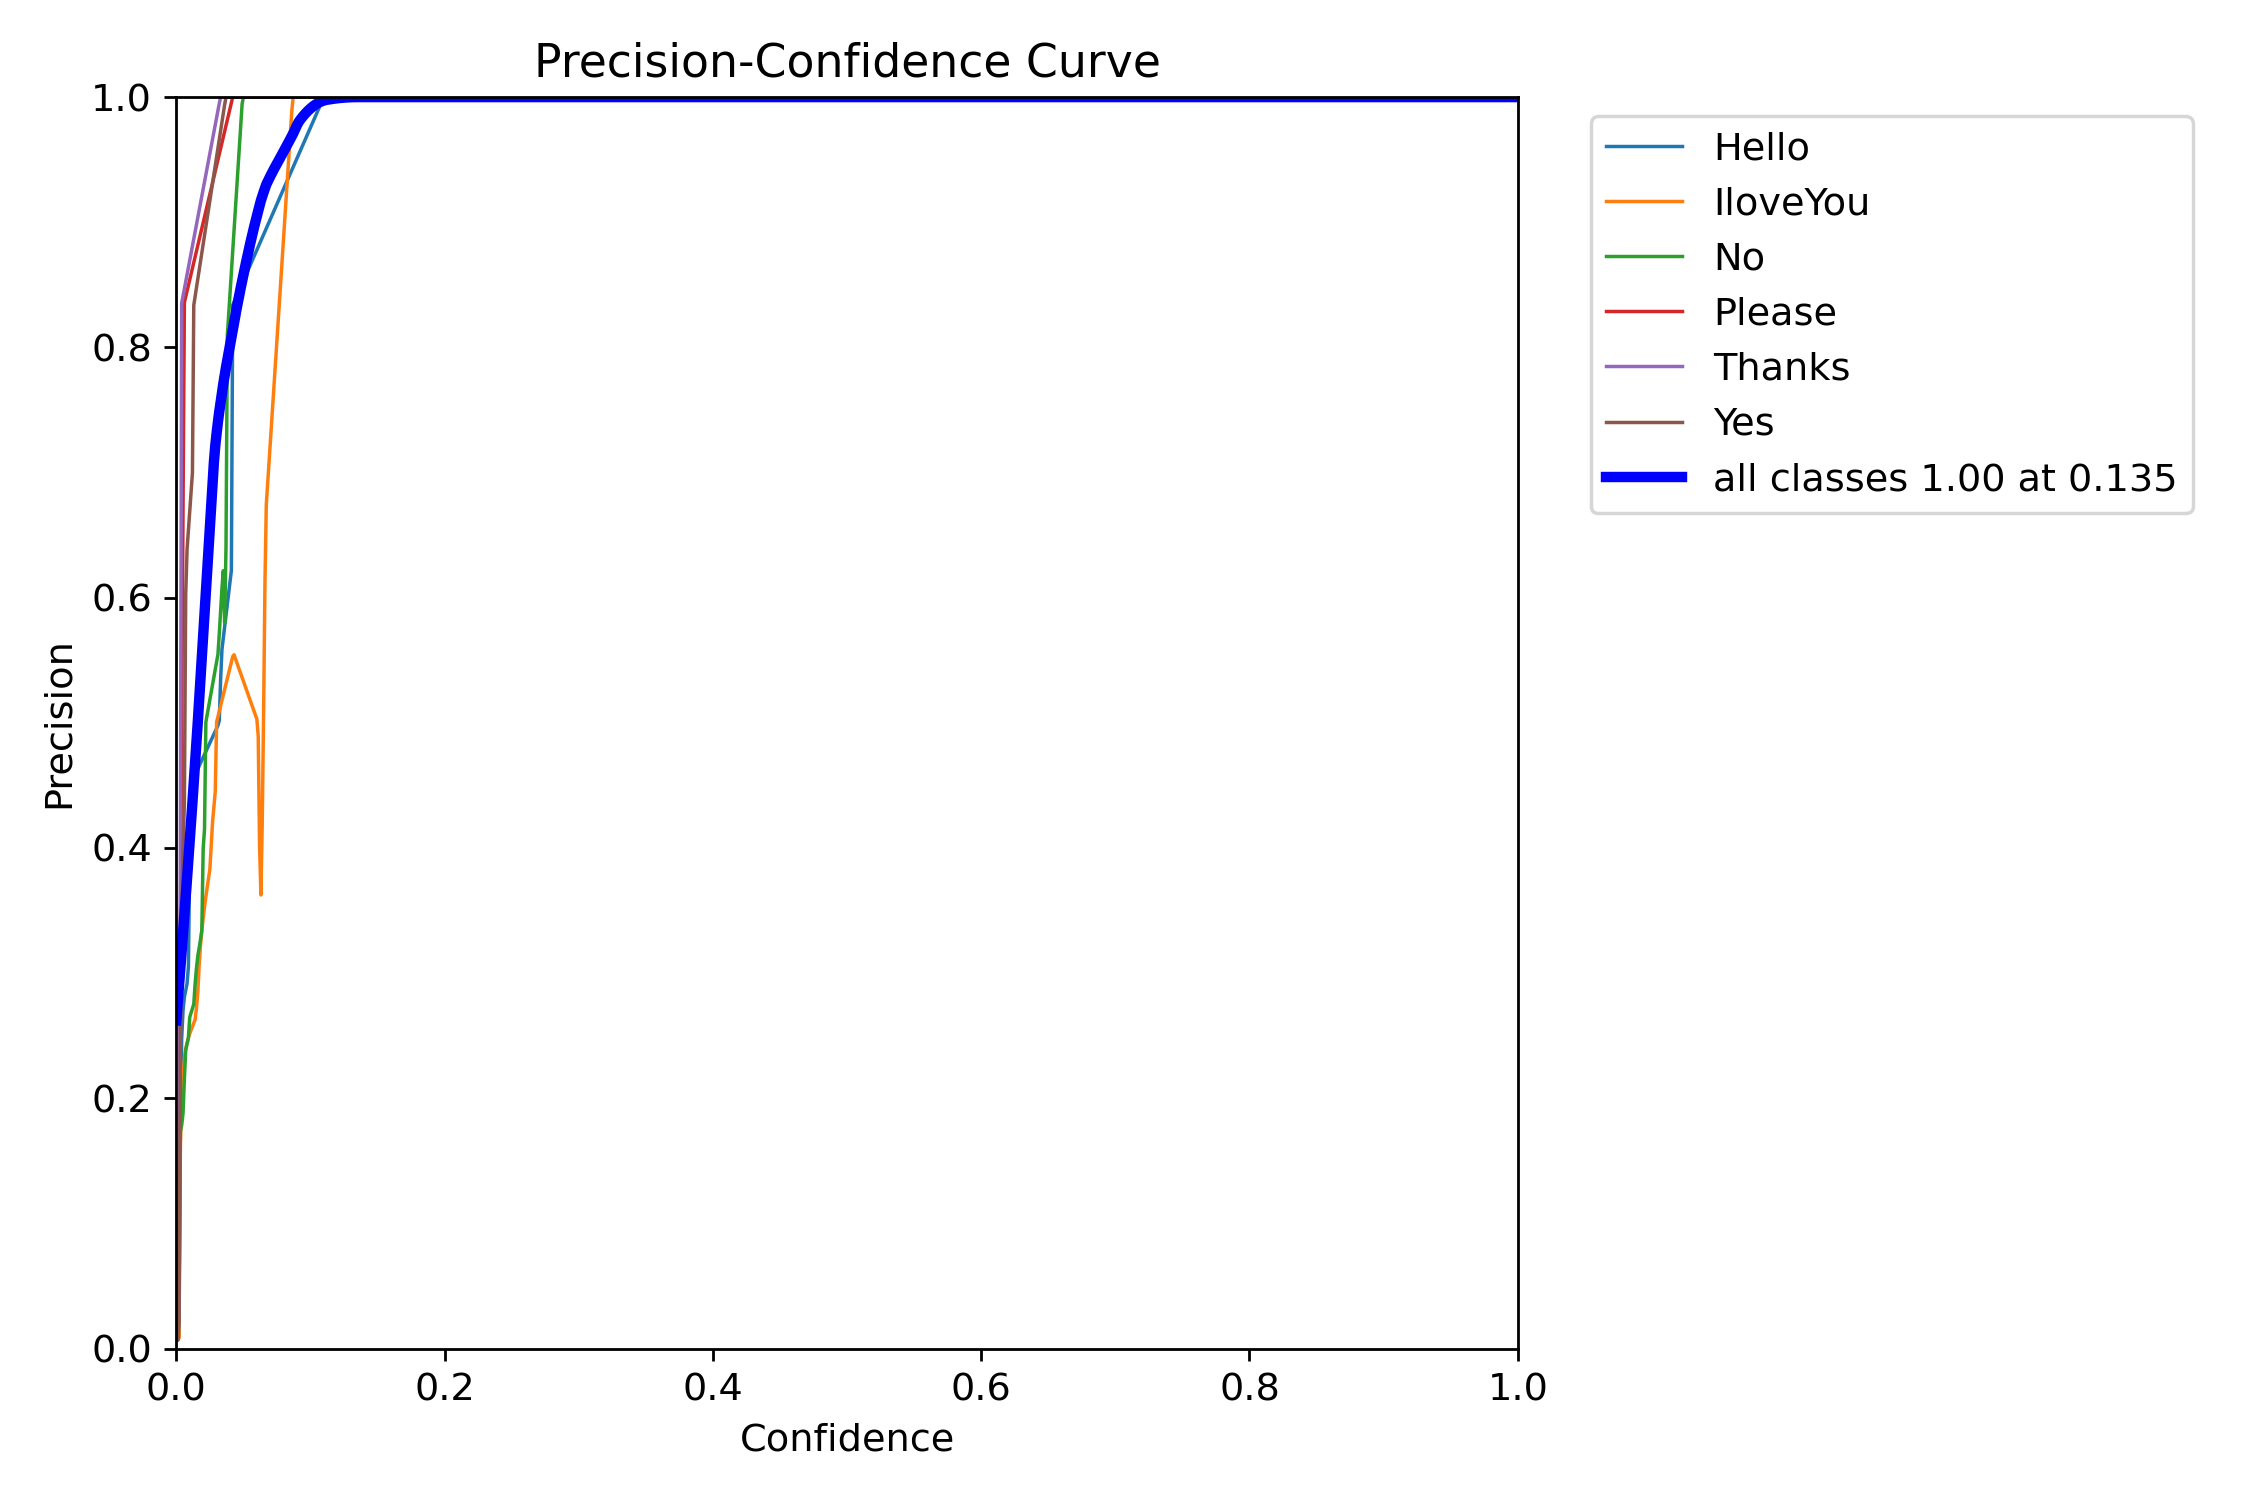 Precision-Confidence Curve
1.0
0.8
0.6
0.4
0.2
0.0
Precision
0.0 0.2 0.4 0.6 0.8 1.0
Confidence
Hello
IloveYou
No
Please
Thanks
Yes
all classes 1.00 at 0.135